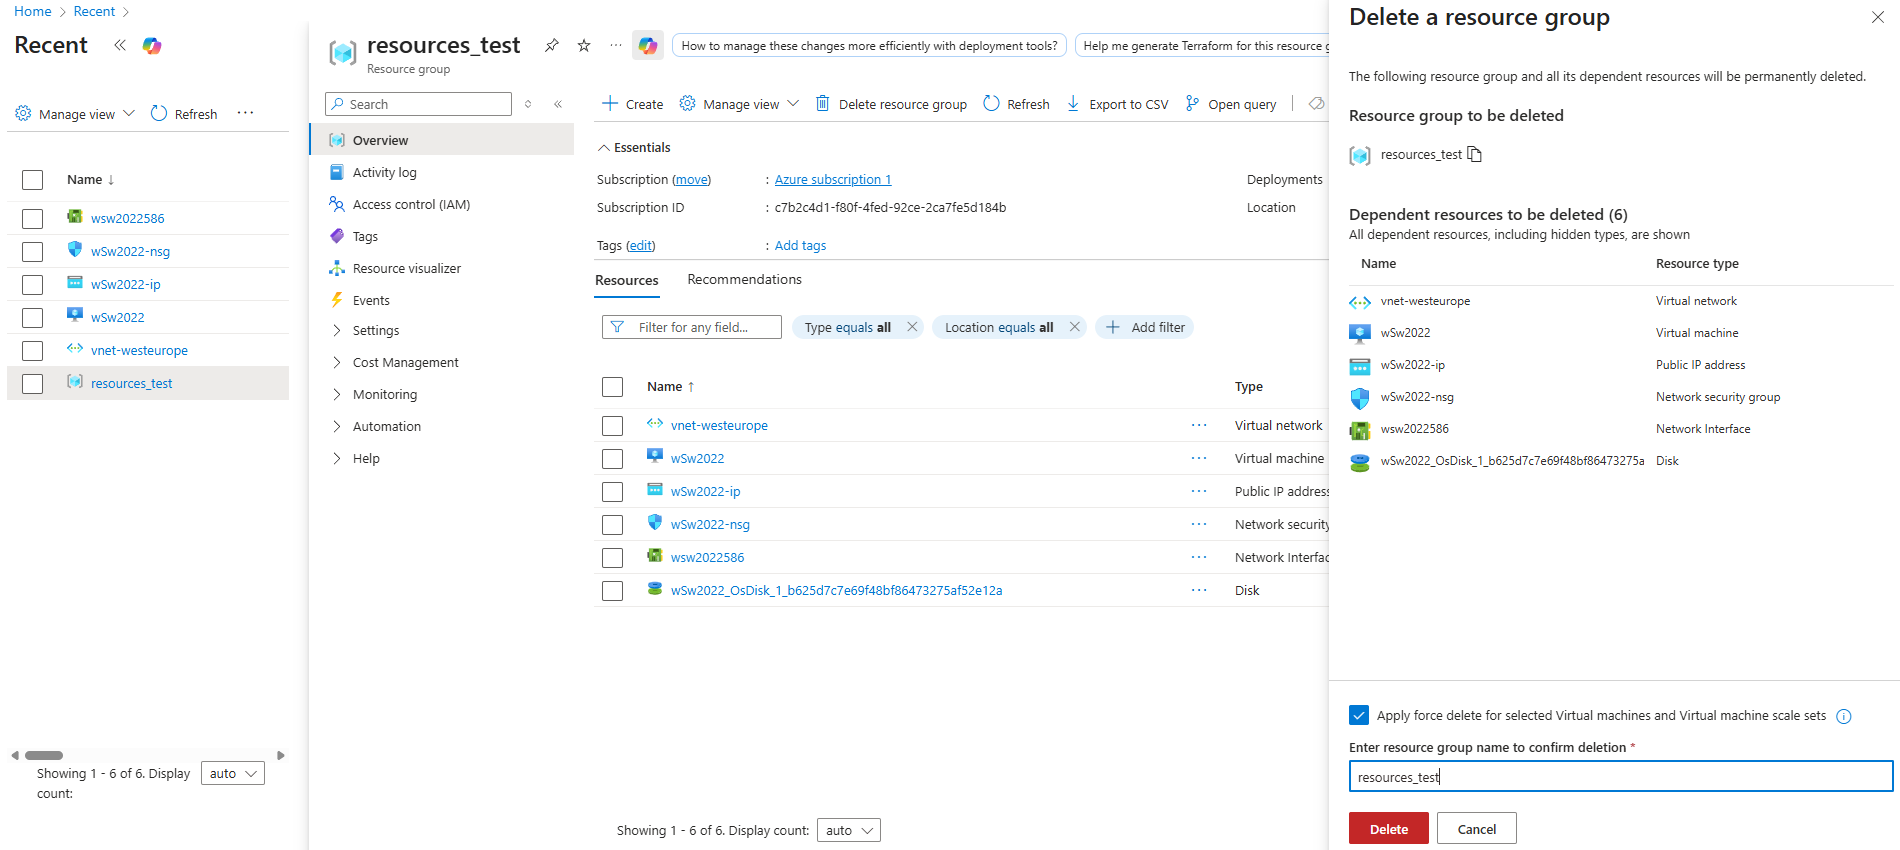 Home > Recent >
Recent
Manage view
Refresh
Name ↓
wsw2022586
wSw2022-nsg
wSw2022-ip
wSw2022
vnet-westeurope
resources_test
Showing 1 - 6 of 6. Display
count:
auto
resources_test
Resource group
How to manage these changes more efficiently with deployment tools?
Help me generate Terraform for this resource g
Search
Overview
Activity log
Access control (IAM)
Tags
Resource visualizer
Events
Settings
Cost Management
Monitoring
Automation
Help
Create
Manage view
Delete resource group
Refresh
Export to CSV
Open query
Essentials
Subscription (move) : Azure subscription 1
Deployments
Subscription ID : c7b2c4d1-f80f-4fed-92ce-2ca7fe5d184b
Location
Tags (edit) : Add tags
Resources
Recommendations
Filter for any field...
Type equals all
Location equals all
Add filter
Name ↑
Type
vnet-westeurope
Virtual network
wSw2022
Virtual machine
wSw2022-ip
Public IP address
wSw2022-nsg
Network security
wsw2022586
Network Interfac
wSw2022_OsDisk_1_b625d7c7e69f48bf86473275af52e12a
Disk
Showing 1 - 6 of 6. Display count:
auto
Delete a resource group
The following resource group and all its dependent resources will be permanently deleted.
Resource group to be deleted
resources_test
Dependent resources to be deleted (6)
All dependent resources, including hidden types, are shown
Name
Resource type
vnet-westeurope
Virtual network
wSw2022
Virtual machine
wSw2022-ip
Public IP address
wSw2022-nsg
Network security group
wsw2022586
Network Interface
wSw2022_OsDisk_1_b625d7c7e69f48bf86473275a
Disk
Apply force delete for selected Virtual machines and Virtual machine scale sets
Enter resource group name to confirm deletion *
resources_test
Delete
Cancel